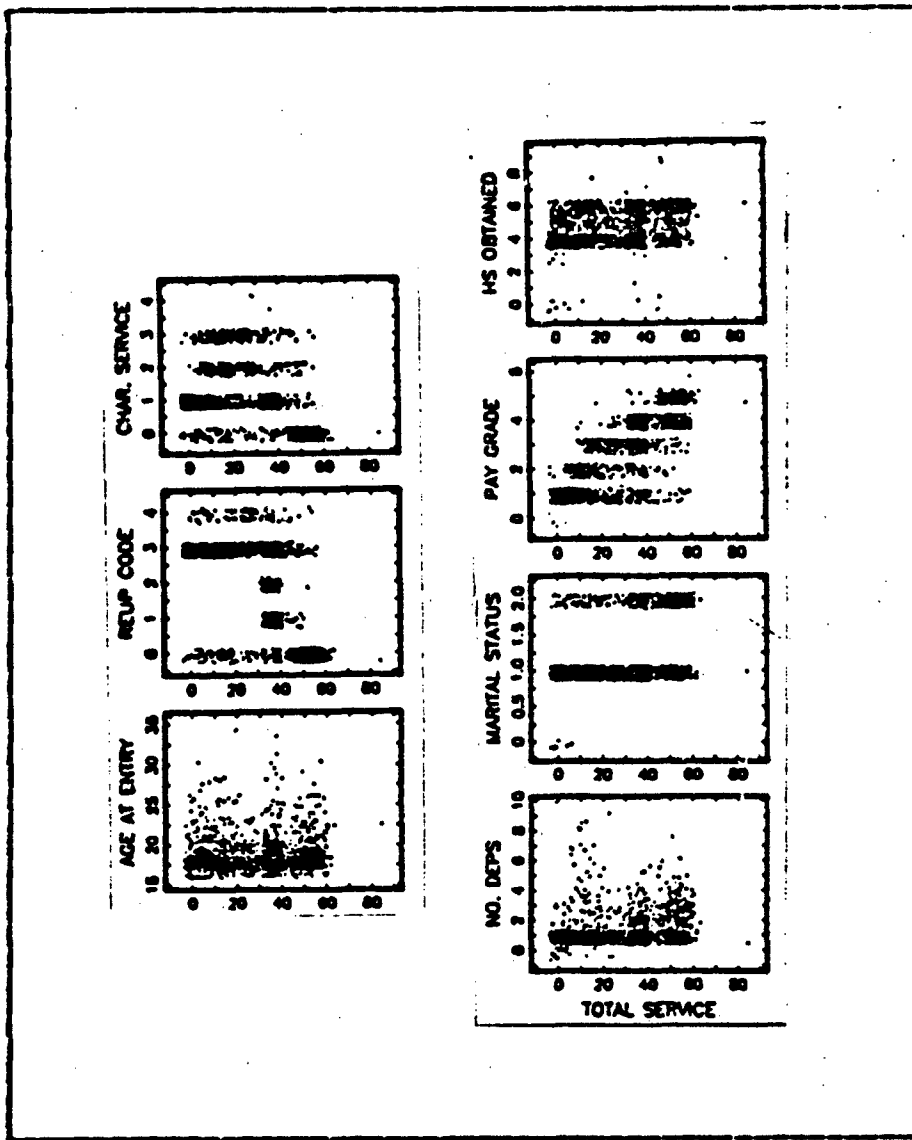 CHAR. SERVICE
0 1 2 3 4
0 20 40 60 80
REUP CODE
0 1 2 3 4
0 20 40 60 80
AGE AT ENTRY
15 20 25 30 35
0 20 40 60 80
HS OBTAINED
0 2 4 6 8
0 20 40 60 80
PAY GRADE
0 2 4 6
0 20 40 60 80
MARITAL STATUS
0 0.5 1.0 1.5 2.0
0 20 40 60 80
NO. DEPS
0 2 4 6 8 10
0 20 40 60 80
TOTAL SERVICE